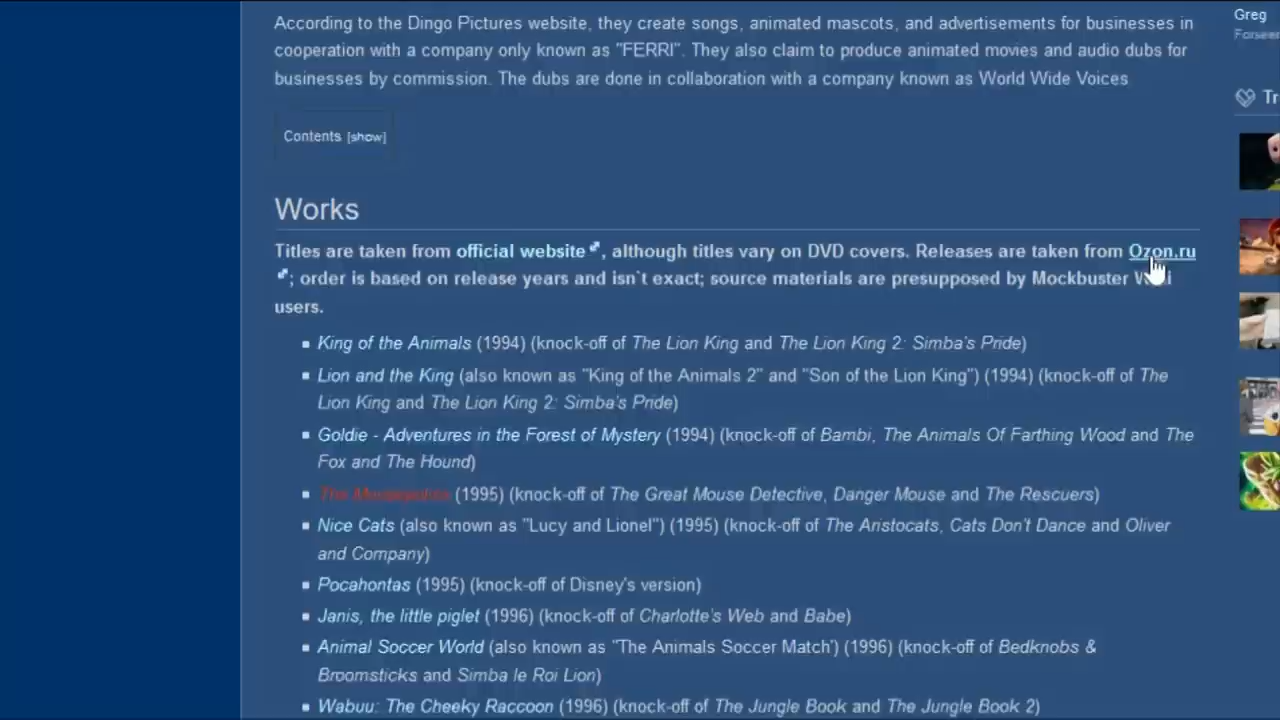 According to the Dingo Pictures website, they create songs, animated mascots, and advertisements for businesses in
cooperation with a company only known as "FERRI". They also claim to produce animated movies and audio dubs for
businesses by commission. The dubs are done in collaboration with a company known as World Wide Voices.
Contents [show]
Works
Titles are taken from official website, although titles vary on DVD covers. Releases are taken from Ozon.ru
; order is based on release years and isn`t exact; source materials are presupposed by Mockbuster
users.
King of the Animals (1994) (knock-off of The Lion King and The Lion King 2: Simba's Pride)
Lion and the King (also known as "King of the Animals 2" and "Son of the Lion King") (1994) (knock-off of The
Lion King and The Lion King 2: Simba's Pride)
Goldie - Adventures in the Forest of Mystery (1994) (knock-off of Bambi, The Animals Of Farthing Wood and The
Fox and The Hound)
The (1995) (knock-off of The Great Mouse Detective, Danger Mouse and The Rescuers)
Nice Cats (also known as "Lucy and Lionel") (1995) (knock-off of The Aristocats, Cats Don't Dance and Oliver
and Company)
Pocahontas (1995) (knock-off of Disney's version)
Janis, the little piglet (1996) (knock-off of Charlotte's Web and Babe)
Animal Soccer World (also known as "The Animals Soccer Match') (1996) (knock-off of Bedknobs &
Broomsticks and Simba le Roi Lion)
Wabuu: The Cheeky Raccoon (1996) (knock-off of The Jungle Book and The Jungle Book 2)
Greg
Tr